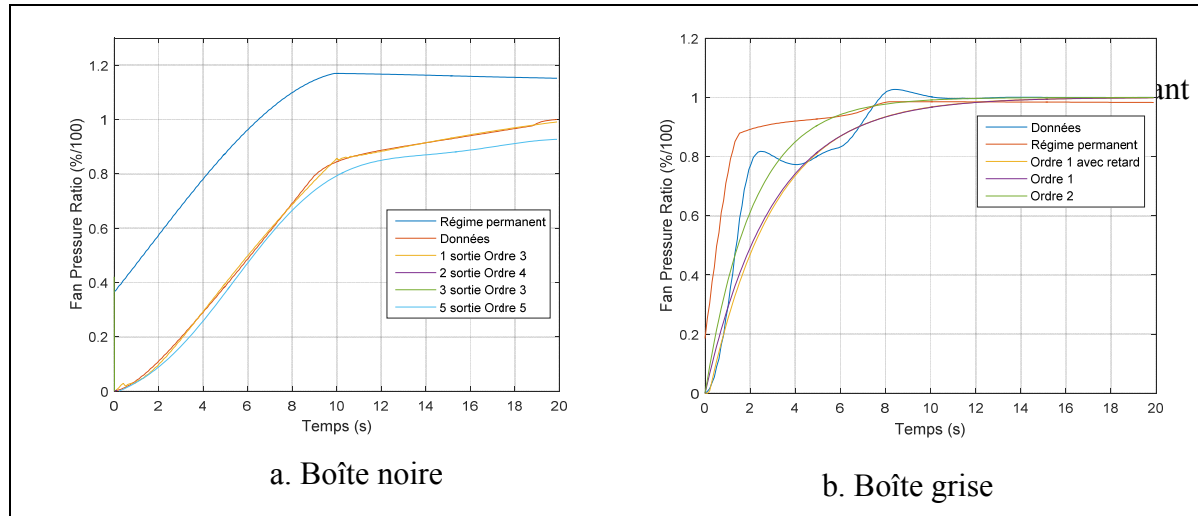 1.2
1
0.8
0.6
0.4
0.2
0
0 2 4 6 8 10 12 14 16 18 20
Fan Pressure Ratio (%/100)
Temps (s)
Régime permanent
Données
1 sortie Ordre 3
2 sortie Ordre 4
3 sortie Ordre 3
5 sortie Ordre 5
a. Boîte noire
1.2
1
0.8
0.6
0.4
0.2
0
0 2 4 6 8 10 12 14 16 18 20
Fan Pressure Ratio (%/100)
Temps (s)
Données
Régime permanent
Ordre 1 avec retard
Ordre 1
Ordre 2
ant
b. Boîte grise